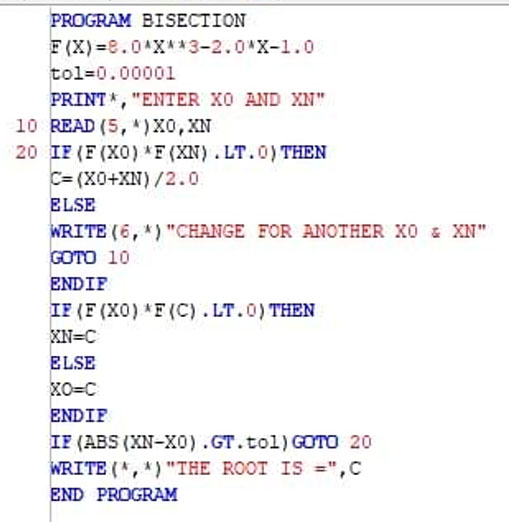 PROGRAM BISECTION
F(X)=8.0*X**3-2.0*X-1.0
tol=0.00001
PRINT*,"ENTER X0 AND XN"
10 READ(5,*)X0,XN
20 IF(F(X0)*F(XN).LT.0)THEN
C=(X0+XN)/2.0
ELSE
WRITE(6,*)"CHANGE FOR ANOTHER X0 & XN"
GOTO 10
ENDIF
IF(F(X0)*F(C).LT.0)THEN
XN=C
ELSE
XO=C
ENDIF
IF(ABS(XN-X0).GT.tol)GOTO 20
WRITE(*,*)"THE ROOT IS =",C
END PROGRAM